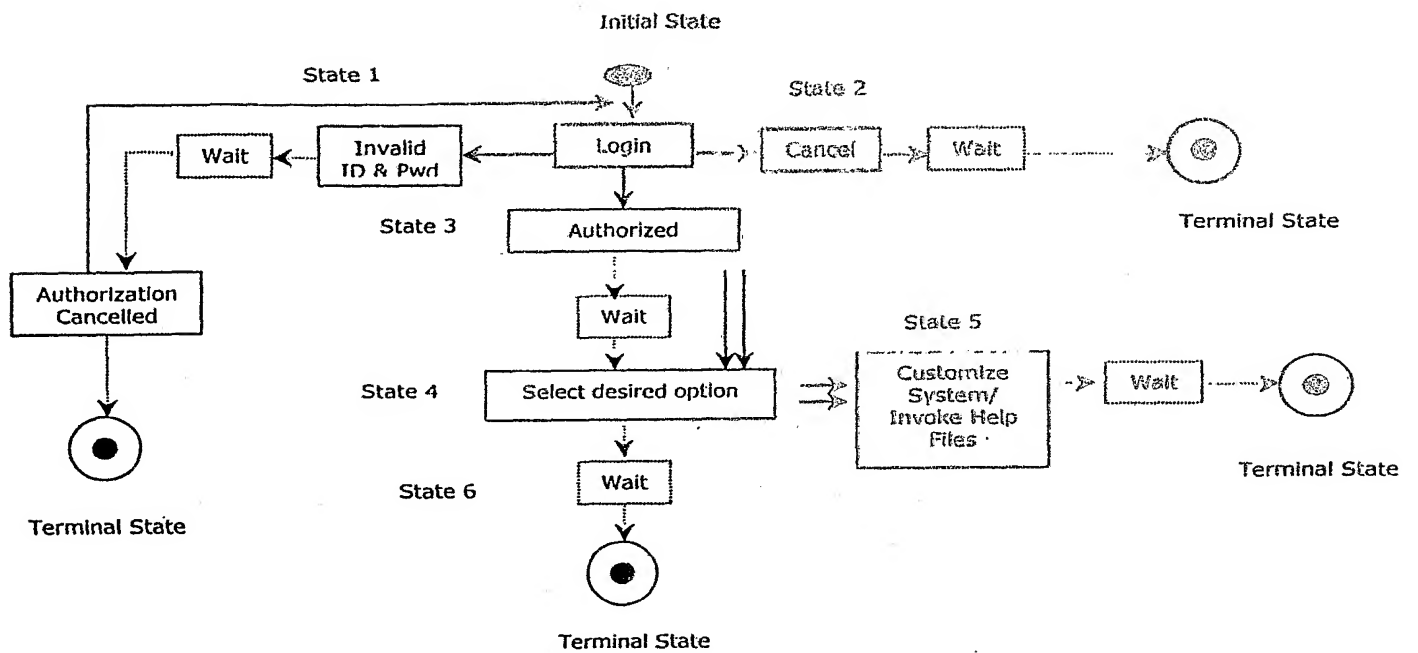 Initial State
State 1
State 2
Wait
Invalid
ID & Pwd
Login
Cancel
Wait
Terminal State
State 3
Authorized
Authorization
Cancelled
Wait
State 5
State 4
Select desired option
Customize
System/
Invoke Help
Files
Wait
Terminal State
State 6
Wait
Terminal State
Terminal State